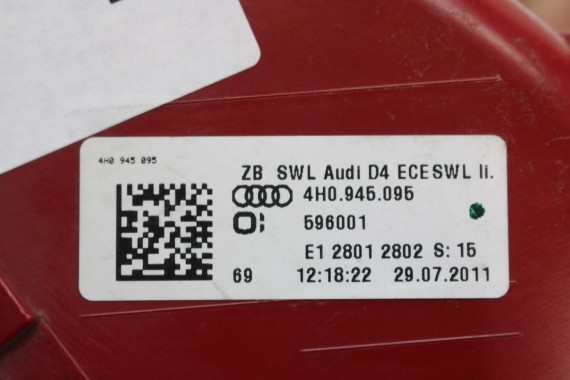 4H0 945 095
ZB SWL Audi D4 ECESWL li.
4H0.945.095
596001
E1 2801 2802 S: 15
69 12:18:22 29.07.2011